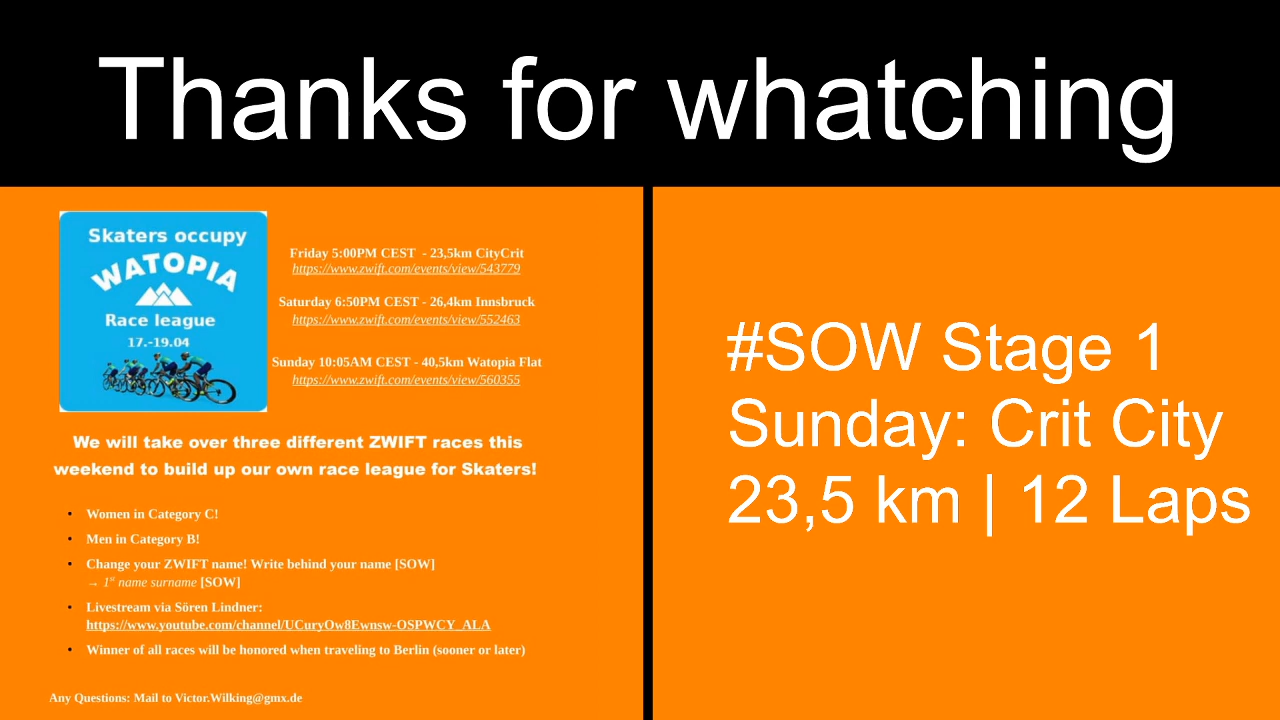 Thanks for whatching
Skaters occupy
WATOPIA
Race league
17.-19.04
Friday 5:00PM CEST - 23,5km CityCrit
https://www.zwift.com/events/view/543779
Saturday 6:50PM CEST - 26,4km Innsbruck
https://www.zwift.com/events/view/552463
Sunday 10:05AM CEST - 40,5km Watopia Flat
https://www.zwift.com/events/view/560355
We will take over three different ZWIFT races this
weekend to build up our own race league for Skaters!
• Women in Category C!
• Men in Category B!
• Change your ZWIFT name! Write behind your name [SOW]
→ 1st name surname [SOW]
• Livestream via Sören Lindner:
https://www.youtube.com/channel/UCuryOw8Ewnsw-OSPWCY_ALA
• Winner of all races will be honored when traveling to Berlin (sooner or later)
Any Questions: Mail to Victor.Wilking@gmx.de
#SOW Stage 1
Sunday: Crit City
23,5 km | 12 Laps